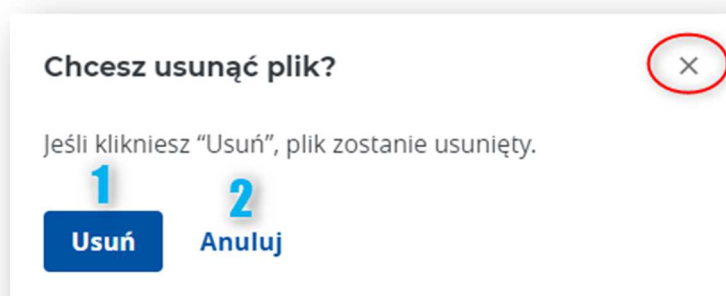 Chcesz usunąć plik?
Jeśli klikniesz “Usuń”, plik zostanie usunięty.
1 2
Usuń Anuluj